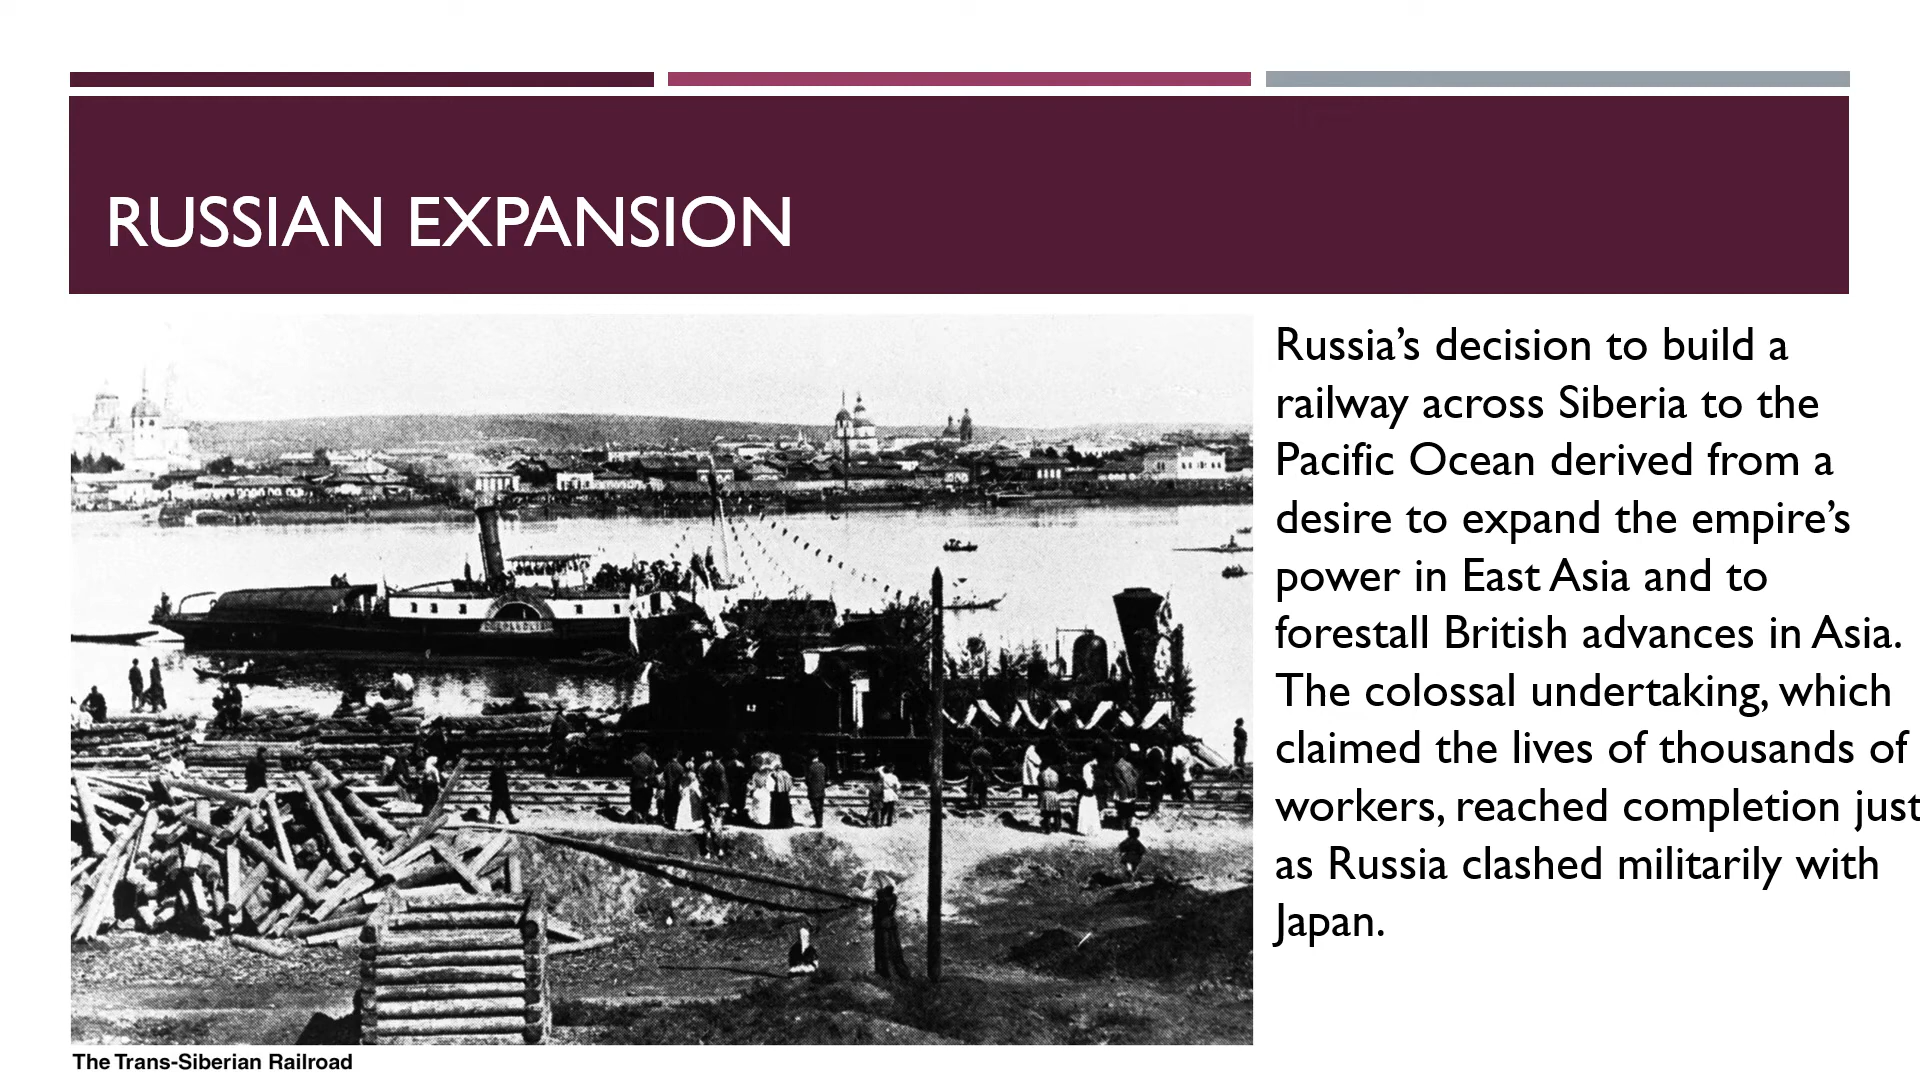 RUSSIAN EXPANSION
Russia’s decision to build a
railway across Siberia to the
Pacific Ocean derived from a
desire to expand the empire’s
power in East Asia and to
forestall British advances in Asia.
The colossal undertaking, which
claimed the lives of thousands of
workers, reached completion just
as Russia clashed militarily with
Japan.
The Trans-Siberian Railroad